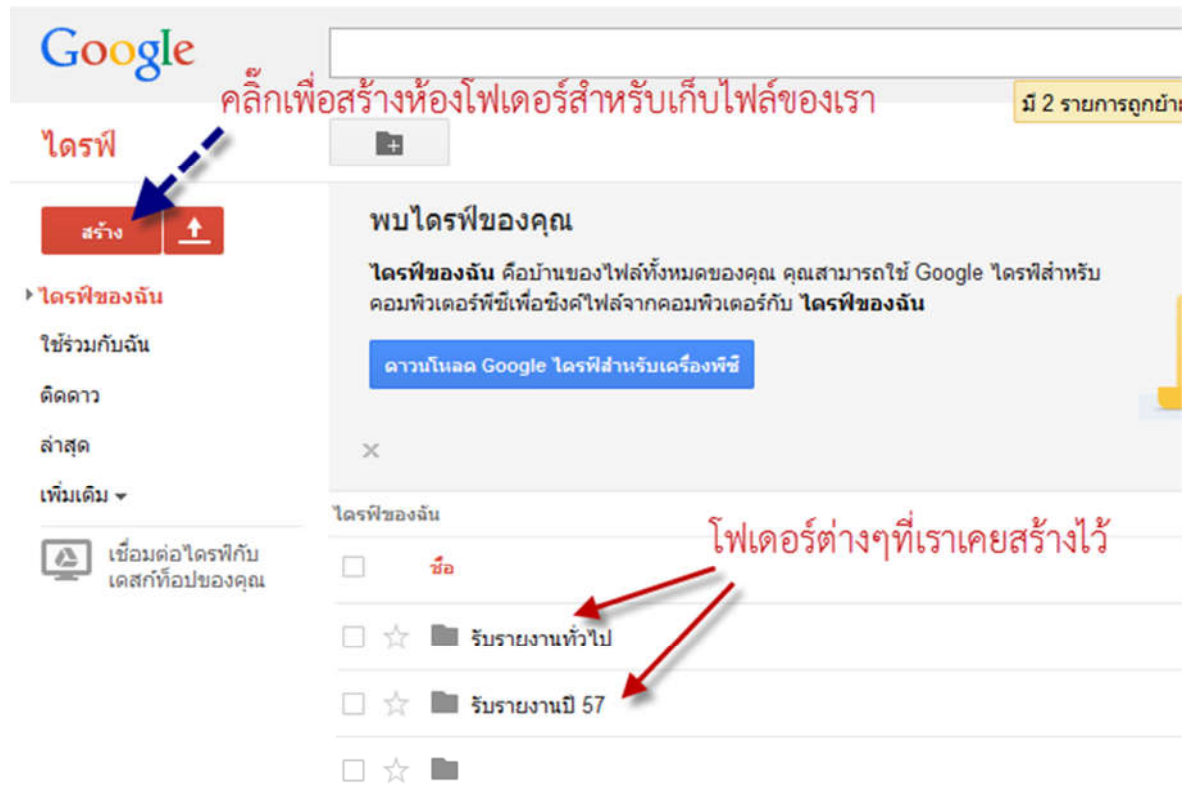 Google
คลิ๊กเพื่อสร้างห้องโฟเดอร์สำหรับเก็บไฟล์ของเรา
มี 2 รายการถูกย้า
ไดรฟ์
สร้าง
พบไดรฟ์ของคุณ
ไดรฟ์ของฉัน คือบ้านของไฟล์ทั้งหมดของคุณ คุณสามารถใช้ Google ไดรฟ์สำหรับ
คอมพิวเตอร์พีซีเพื่อซิงค์ไฟล์จากคอมพิวเตอร์กับ ไดรฟ์ของฉัน
ดาวน์โหลด Google ไดรฟ์สำหรับเครื่องพีซี
ไดรฟ์ของฉัน
ใช้ร่วมกับฉัน
ติดดาว
ล่าสุด
เพิ่มเติม
เชื่อมต่อไดรฟ์กับ
เดสก์ท็อปของคุณ
ไดรฟ์ของฉัน
โฟเดอร์ต่างๆที่เราเคยสร้างไว้
ชื่อ
รับรายงานทั่วไป
รับรายงานปี 57